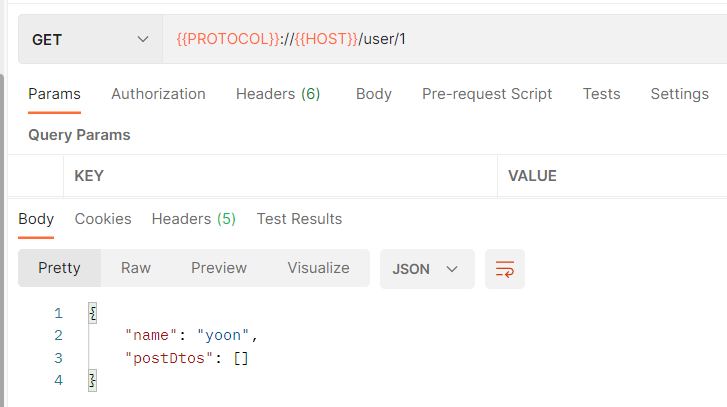 GET {{PROTOCOL}}://{{HOST}}/user/1
Params Authorization Headers (6) Body Pre-request Script Tests Settings
Query Params
KEY VALUE
Body Cookies Headers (5) Test Results
Pretty Raw Preview Visualize JSON
1 {
2 "name": "yoon",
3 "postDtos": []
4 }